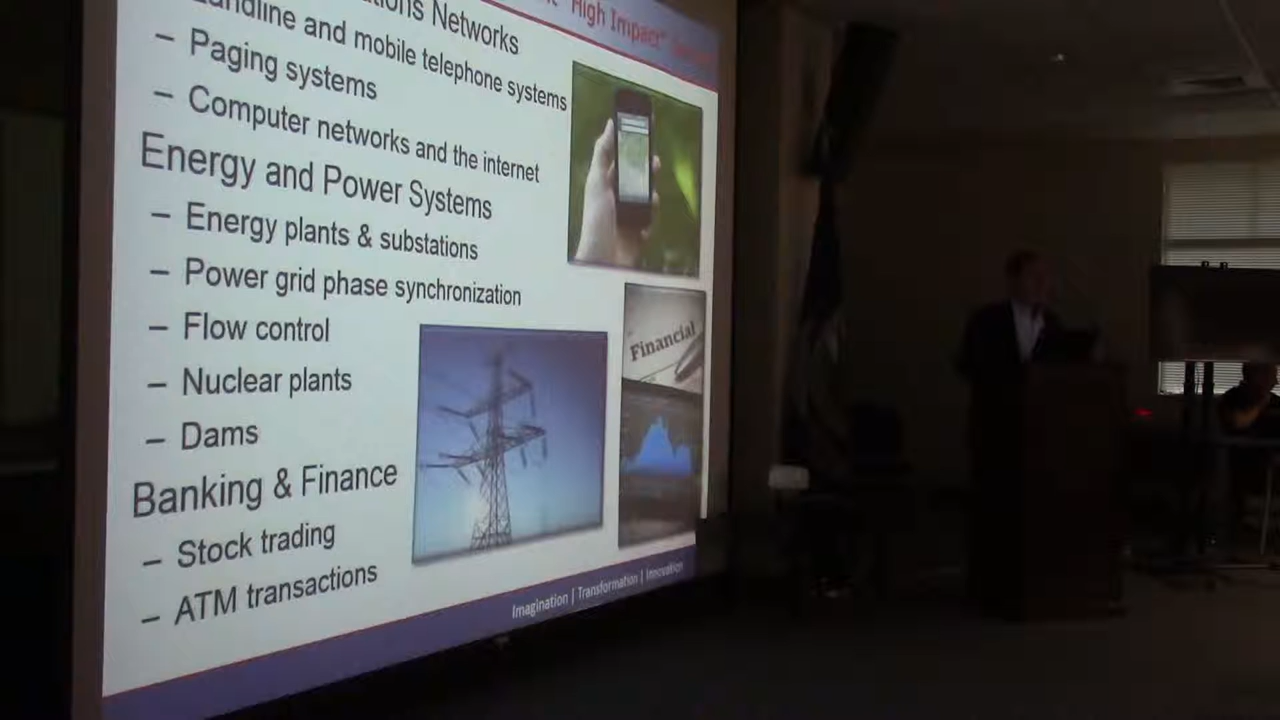 "High Impact"
Networks
Landline and mobile telephone systems
– Paging systems
– Computer networks and the internet
Energy and Power Systems
– Energy plants & substations
– Power grid phase synchronization
– Flow control
– Nuclear plants
– Dams
Banking & Finance
– Stock trading
– ATM transactions
Financial
Imagination | Transformation | Innovation